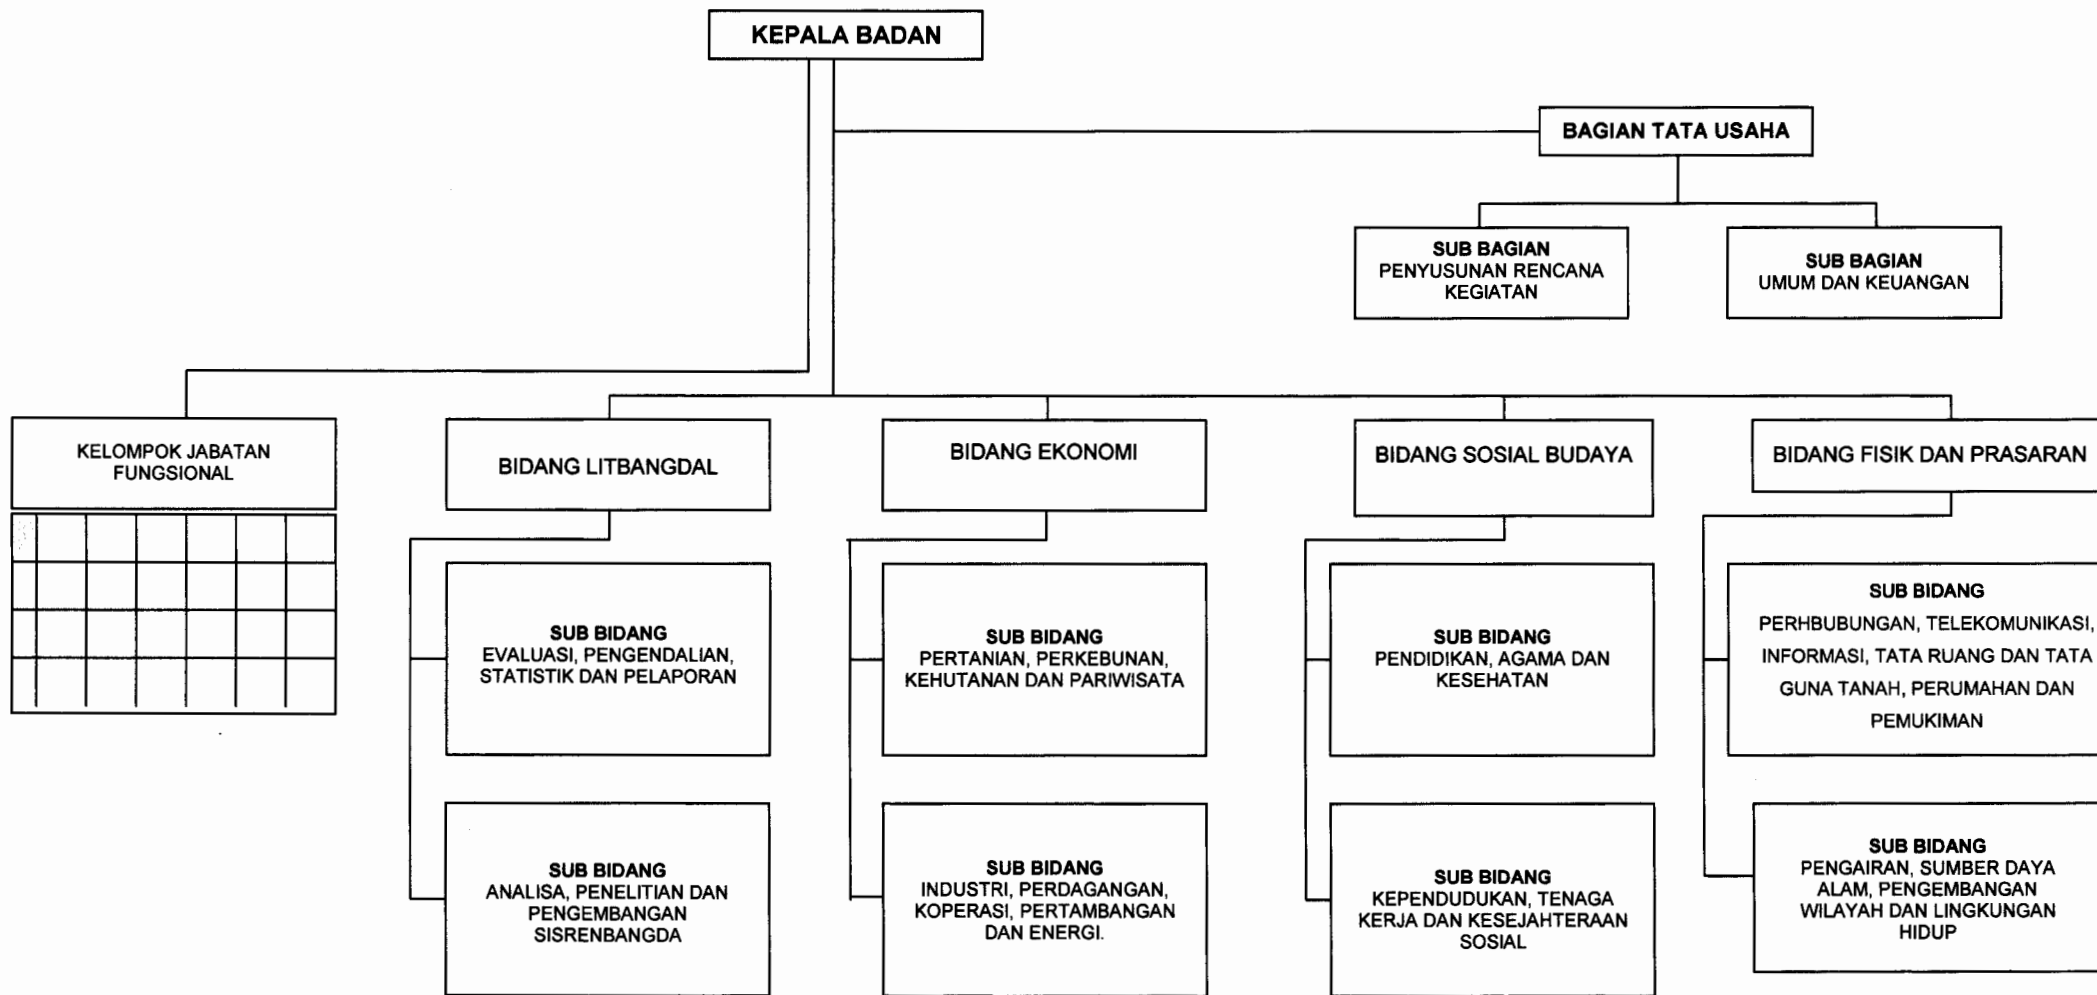 KEPALA BADAN
BAGIAN TATA USAHA
SUB BAGIAN
PENYUSUNAN RENCANA
KEGIATAN
SUB BAGIAN
UMUM DAN KEUANGAN
KELOMPOK JABATAN
FUNGSIONAL
BIDANG LITBANGDAL
BIDANG EKONOMI
BIDANG SOSIAL BUDAYA
BIDANG FISIK DAN PRASARAN
SUB BIDANG
EVALUASI, PENGENDALIAN,
STATISTIK DAN PELAPORAN
SUB BIDANG
PERTANIAN, PERKEBUNAN,
KEHUTANAN DAN PARIWISATA
SUB BIDANG
PENDIDIKAN, AGAMA DAN
KESEHATAN
SUB BIDANG
PERHBUBUNGAN, TELEKOMUNIKASI,
INFORMASI, TATA RUANG DAN TATA
GUNA TANAH, PERUMAHAN DAN
PEMUKIMAN
SUB BIDANG
ANALISA, PENELITIAN DAN
PENGEMBANGAN
SISRENBANGDA
SUB BIDANG
INDUSTRI, PERDAGANGAN,
KOPERASI, PERTAMBANGAN
DAN ENERGI.
SUB BIDANG
KEPENDUDUKAN, TENAGA
KERJA DAN KESEJAHTERAAN
SOSIAL
SUB BIDANG
PENGAIRAN, SUMBER DAYA
ALAM, PENGEMBANGAN
WILAYAH DAN LINGKUNGAN
HIDUP